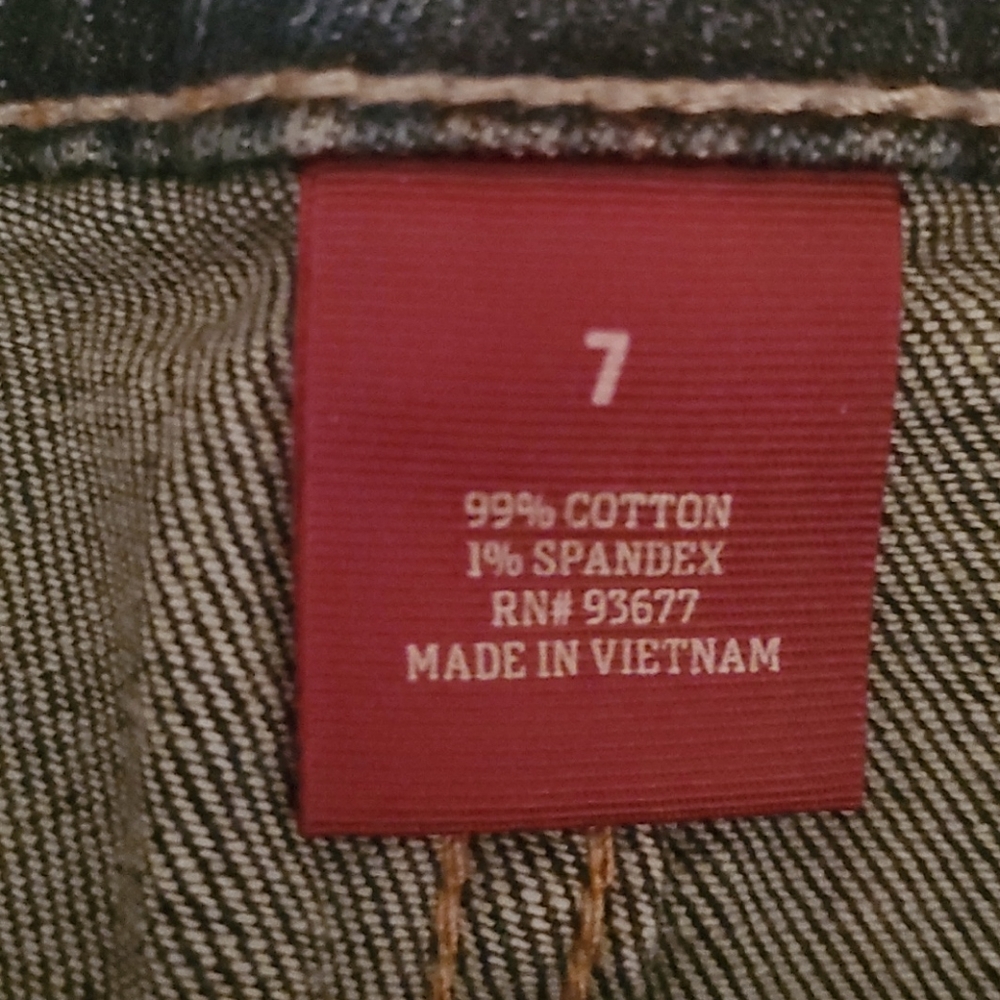 7
99% COTTON
1% SPANDEX
RN# 93677
MADE IN VIETNAM